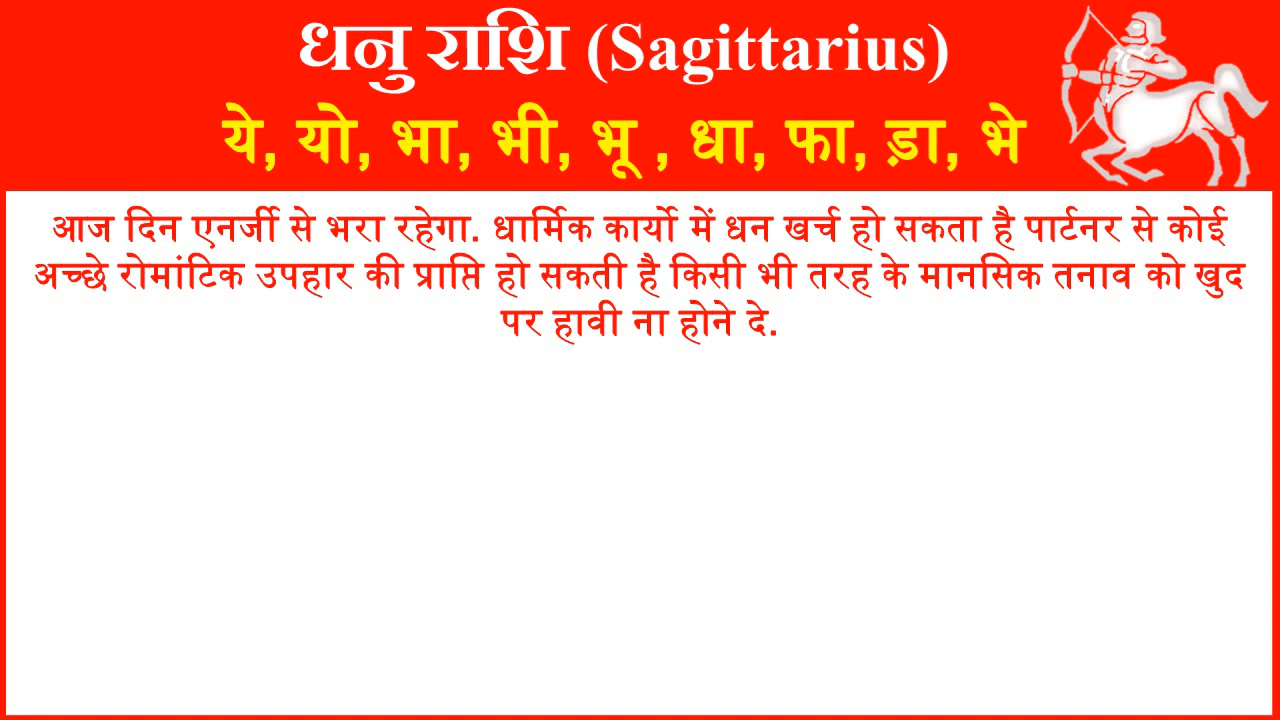 धनु राशि (Sagittarius)
ये, यो, भा, भी, भू , धा, फा, ड़ा, भे
आज दिन एनर्जी से भरा रहेगा. धार्मिक कार्यो में धन खर्च हो सकता है पार्टनर से कोई
अच्छे रोमांटिक उपहार की प्राप्ति हो सकती है किसी भी तरह के मानसिक तनाव को खुद
पर हावी ना होने दे.